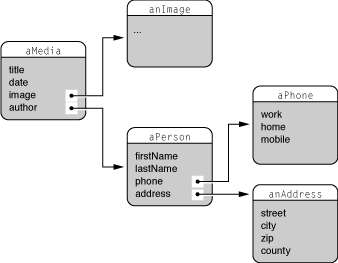 anImage
...
aMedia
title
date
image
author
aPerson
firstName
lastName
phone
address
aPhone
work
home
mobile
anAddress
street
city
zip
county